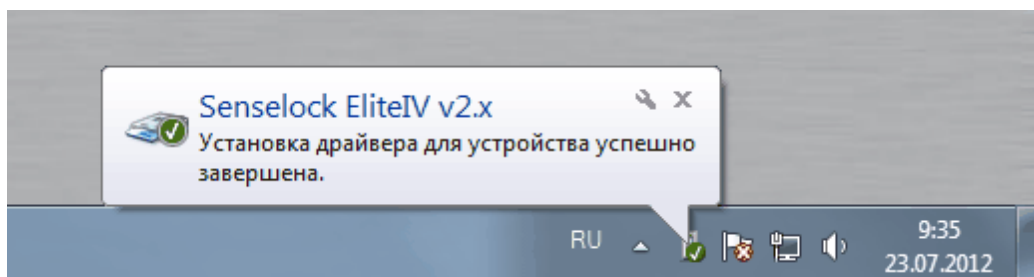 Senselock EliteIV v2.x
Установка драйвера для устройства успешно
завершена.
RU
9:35
23.07.2012